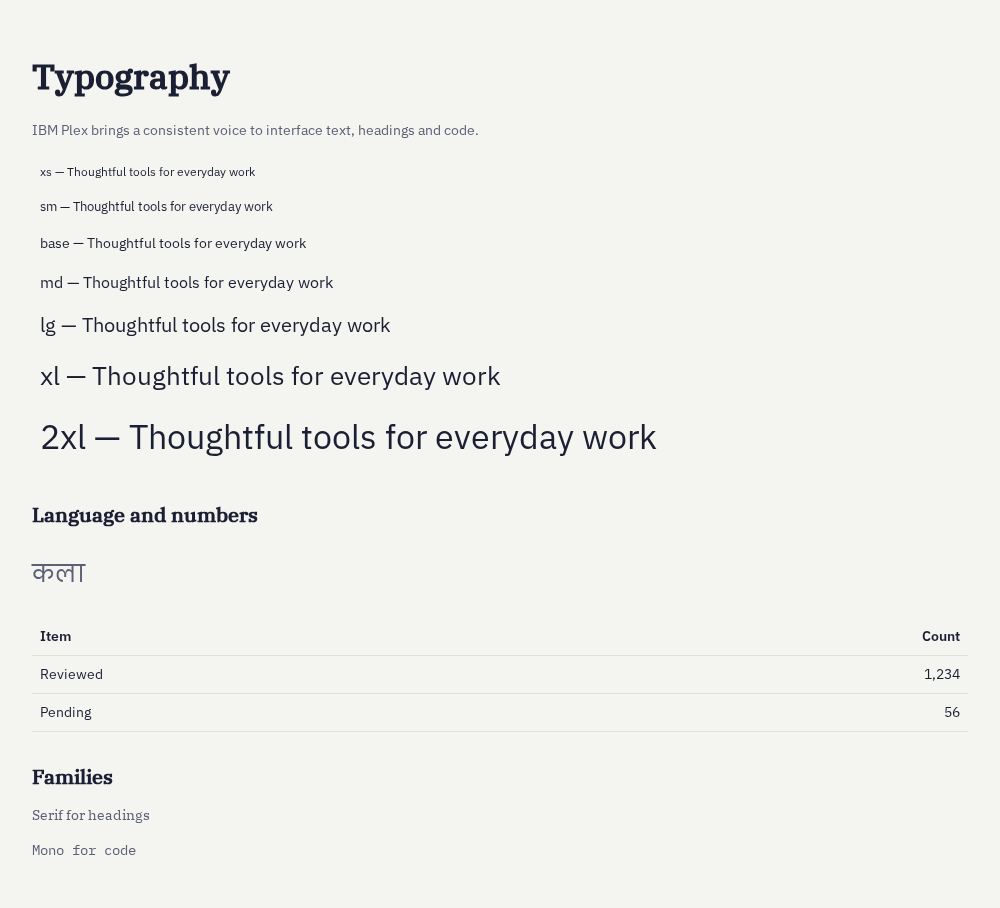 Typography
IBM Plex brings a consistent voice to interface text, headings and code.
xs — Thoughtful tools for everyday work
sm — Thoughtful tools for everyday work
base — Thoughtful tools for everyday work
md — Thoughtful tools for everyday work
lg — Thoughtful tools for everyday work
xl — Thoughtful tools for everyday work
2xl — Thoughtful tools for everyday work
Language and numbers
कला
Item Count
Reviewed 1,234
Pending 56
Families
Serif for headings
Mono for code